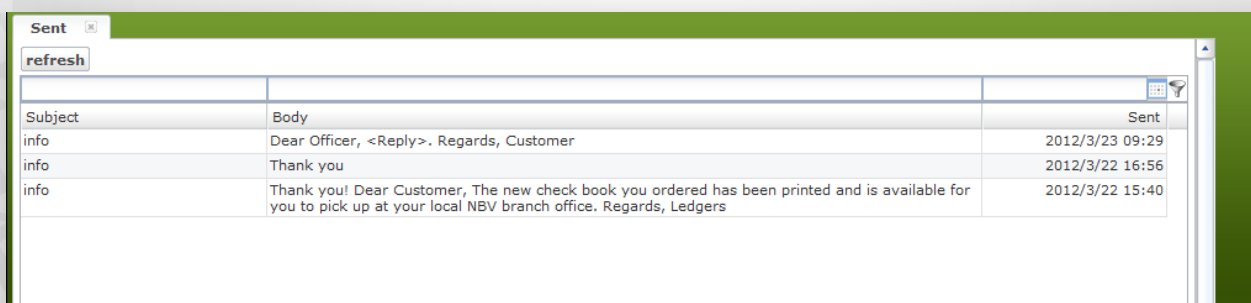 Sent
refresh
Subject Body Sent
info Dear Officer, <Reply>. Regards, Customer 2012/3/23 09:29
info Thank you 2012/3/22 16:56
info Thank you! Dear Customer, The new check book you ordered has been printed and is available for 2012/3/22 15:40
you to pick up at your local NBV branch office. Regards, Ledgers